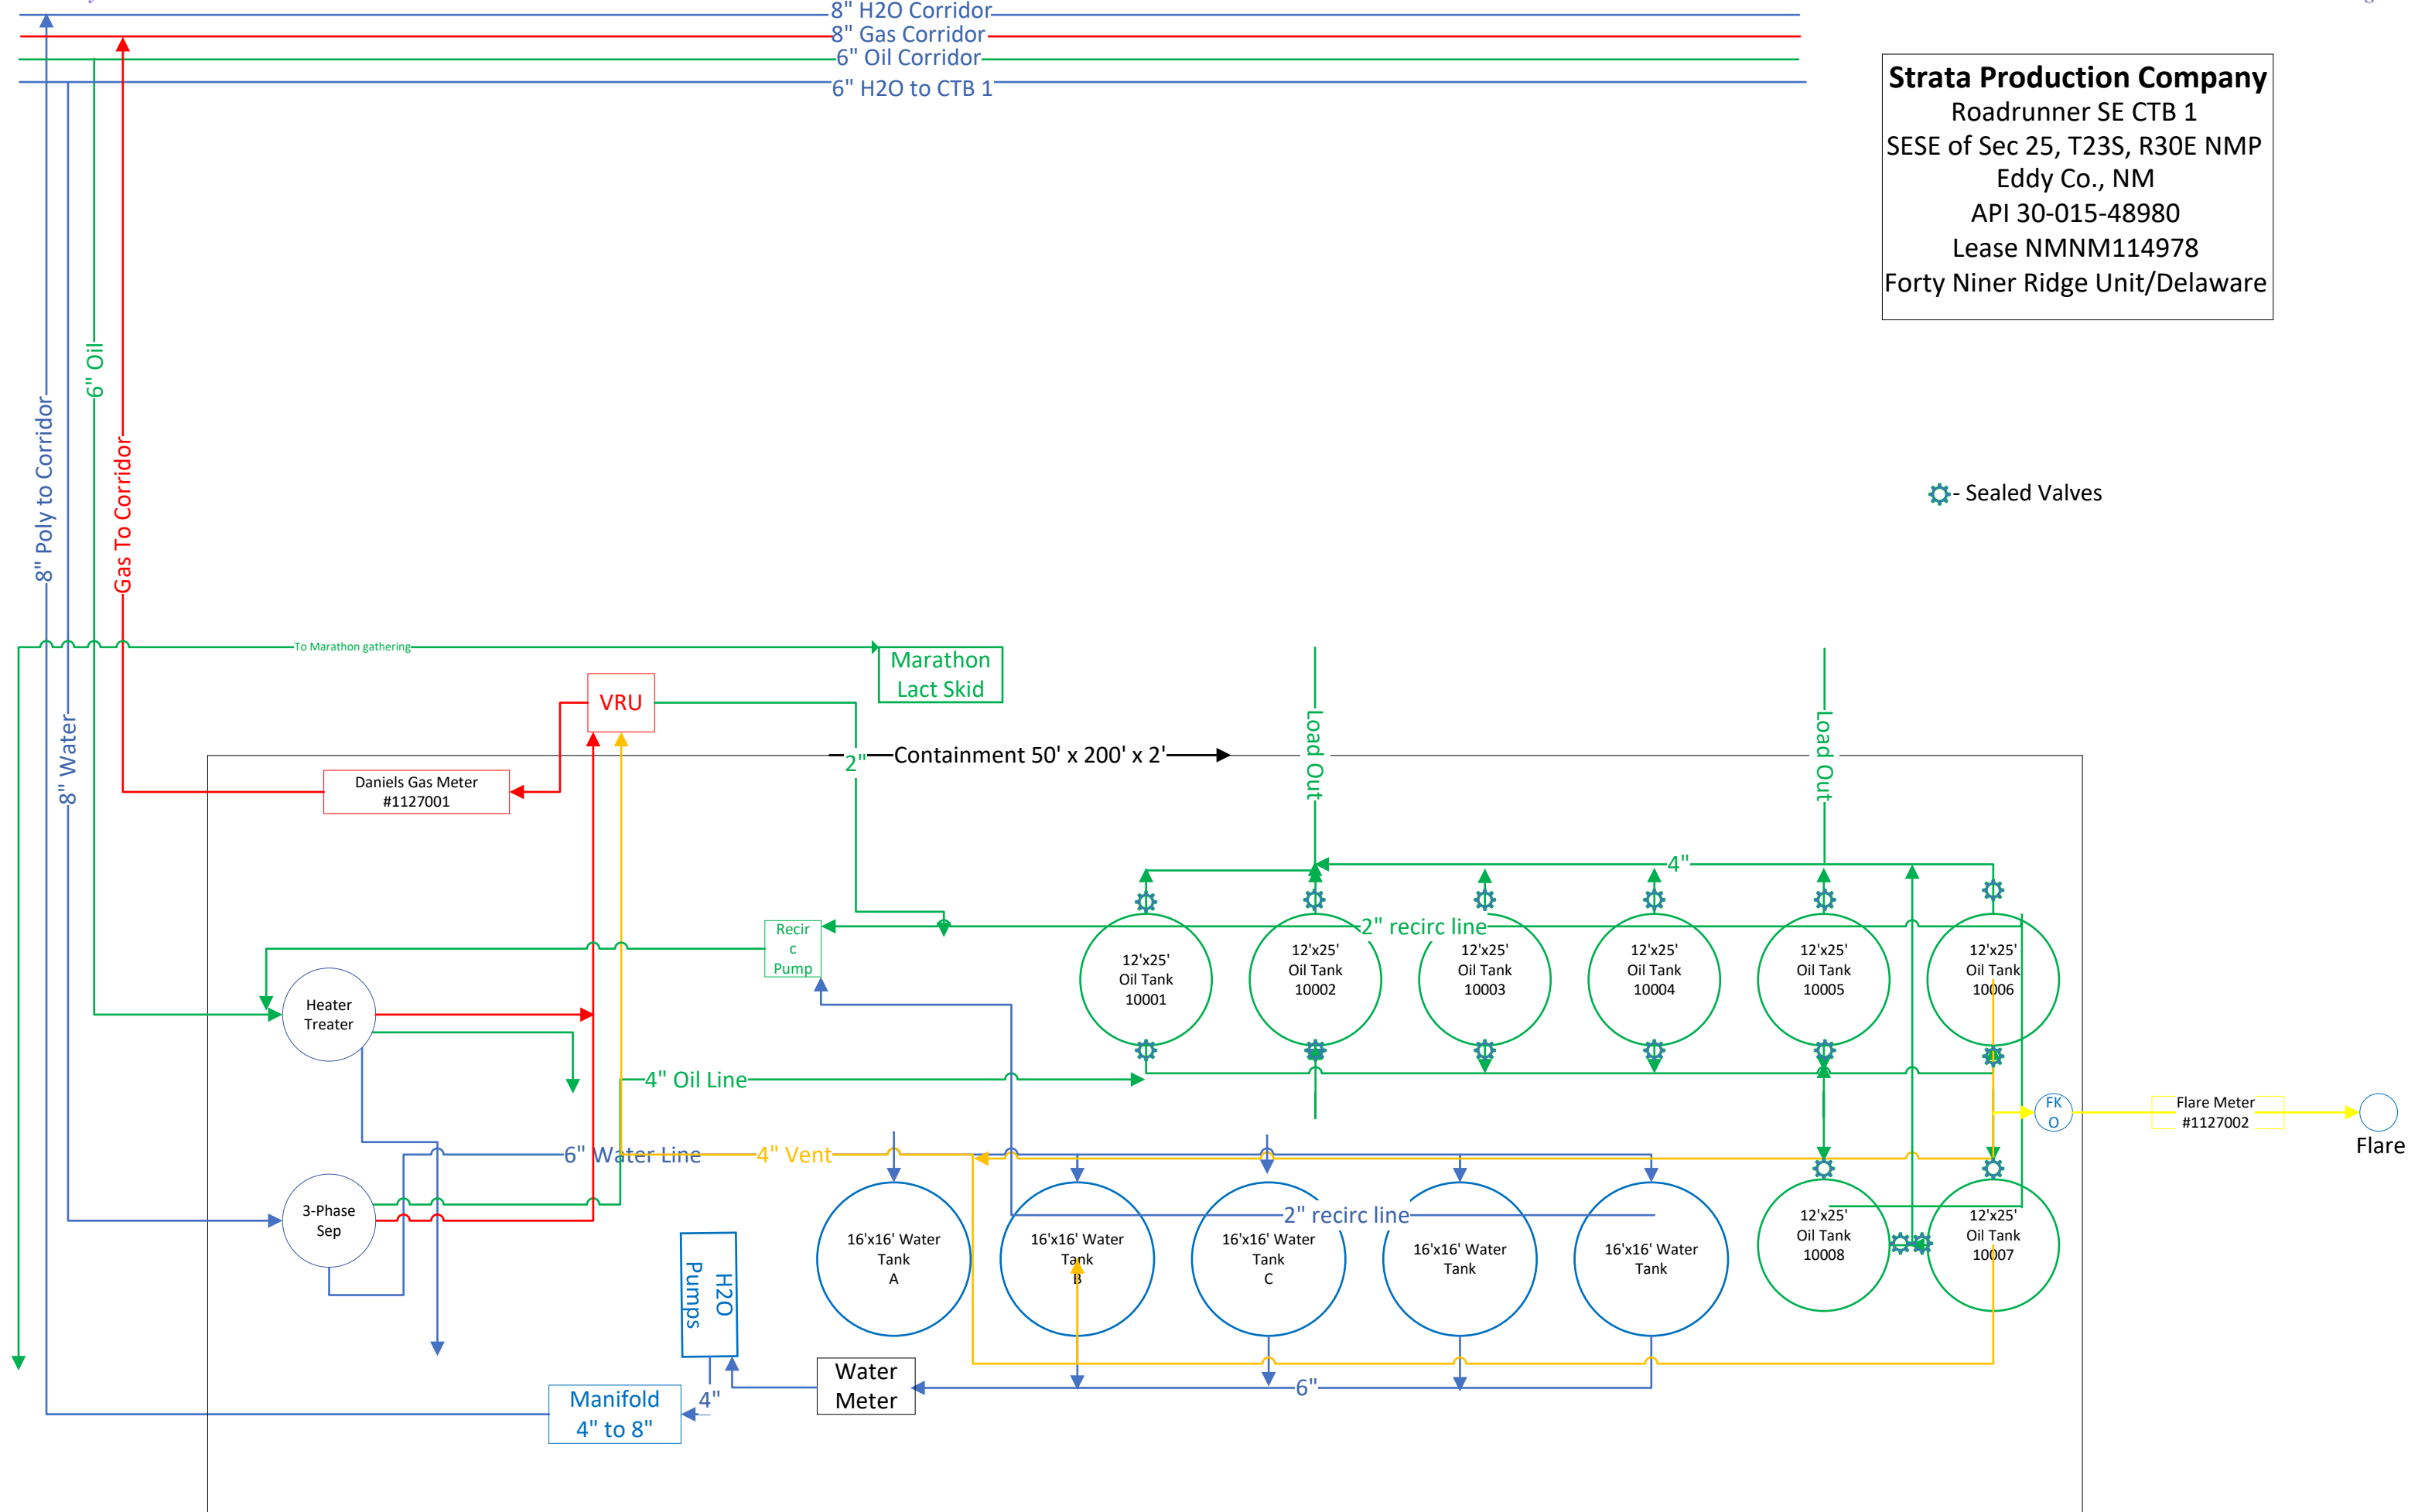 8" H2O Corridor
8" Gas Corridor
6" Oil Corridor
6" H2O to CTB 1
Strata Production Company
Roadrunner SE CTB 1
SESE of Sec 25, T23S, R30E NMP
Eddy Co., NM
API 30-015-48980
Lease NMNM114978
Forty Niner Ridge Unit/Delaware
- Sealed Valves
8" Poly to Corridor
8" Water
6" Oil
Gas To Corridor
To Marathon gathering
Marathon
Lact Skid
VRU
Daniels Gas Meter
#1127001
2"
Containment 50' x 200' x 2'
Load Out
Load Out
4"
2" recirc line
Recir
c
Pump
Heater
Treater
12'x25'
Oil Tank
10001
12'x25'
Oil Tank
10002
12'x25'
Oil Tank
10003
12'x25'
Oil Tank
10004
12'x25'
Oil Tank
10005
12'x25'
Oil Tank
10006
4" Oil Line
FK
O
Flare Meter
#1127002
Flare
6" Water Line
4" Vent
3-Phase
Sep
2" recirc line
H2O
Pumps
16'x16' Water
Tank
A
16'x16' Water
Tank
B
16'x16' Water
Tank
C
16'x16' Water
Tank
16'x16' Water
Tank
12'x25'
Oil Tank
10008
12'x25'
Oil Tank
10007
Water
Meter
6"
4"
Manifold
4" to 8"